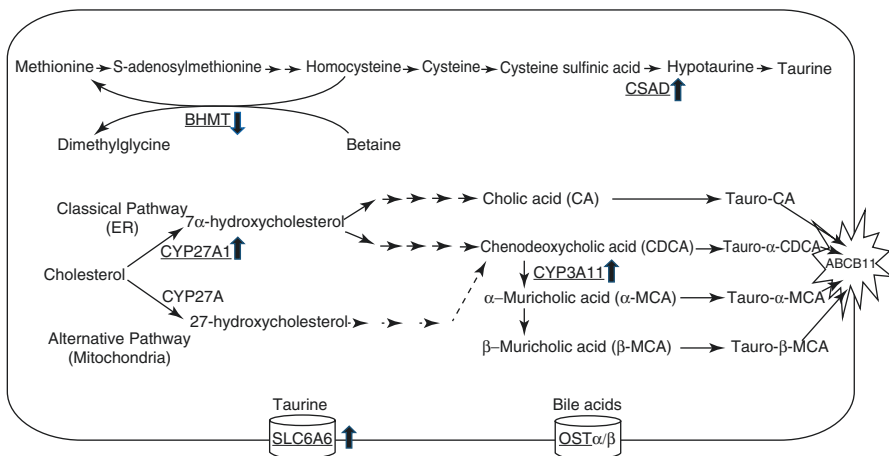 Methionine S-adenosylmethionine Homocysteine Cysteine Cysteine sulfinic acid Hypotaurine Taurine
CSAD
BHMT
Dimethylglycine Betaine
Classical Pathway
(ER)
7α-hydroxycholesterol
Cholic acid (CA) Tauro-CA
CYP27A1
Chenodeoxycholic acid (CDCA) Tauro-α-CDCA
ABCB11
Cholesterol
CYP3A11
CYP27A
27-hydroxycholesterol
α–Muricholic acid (α-MCA) Tauro-α-MCA
Alternative Pathway
(Mitochondria)
β–Muricholic acid (β-MCA) Tauro-β-MCA
Taurine
SLC6A6
Bile acids
OSTα/β